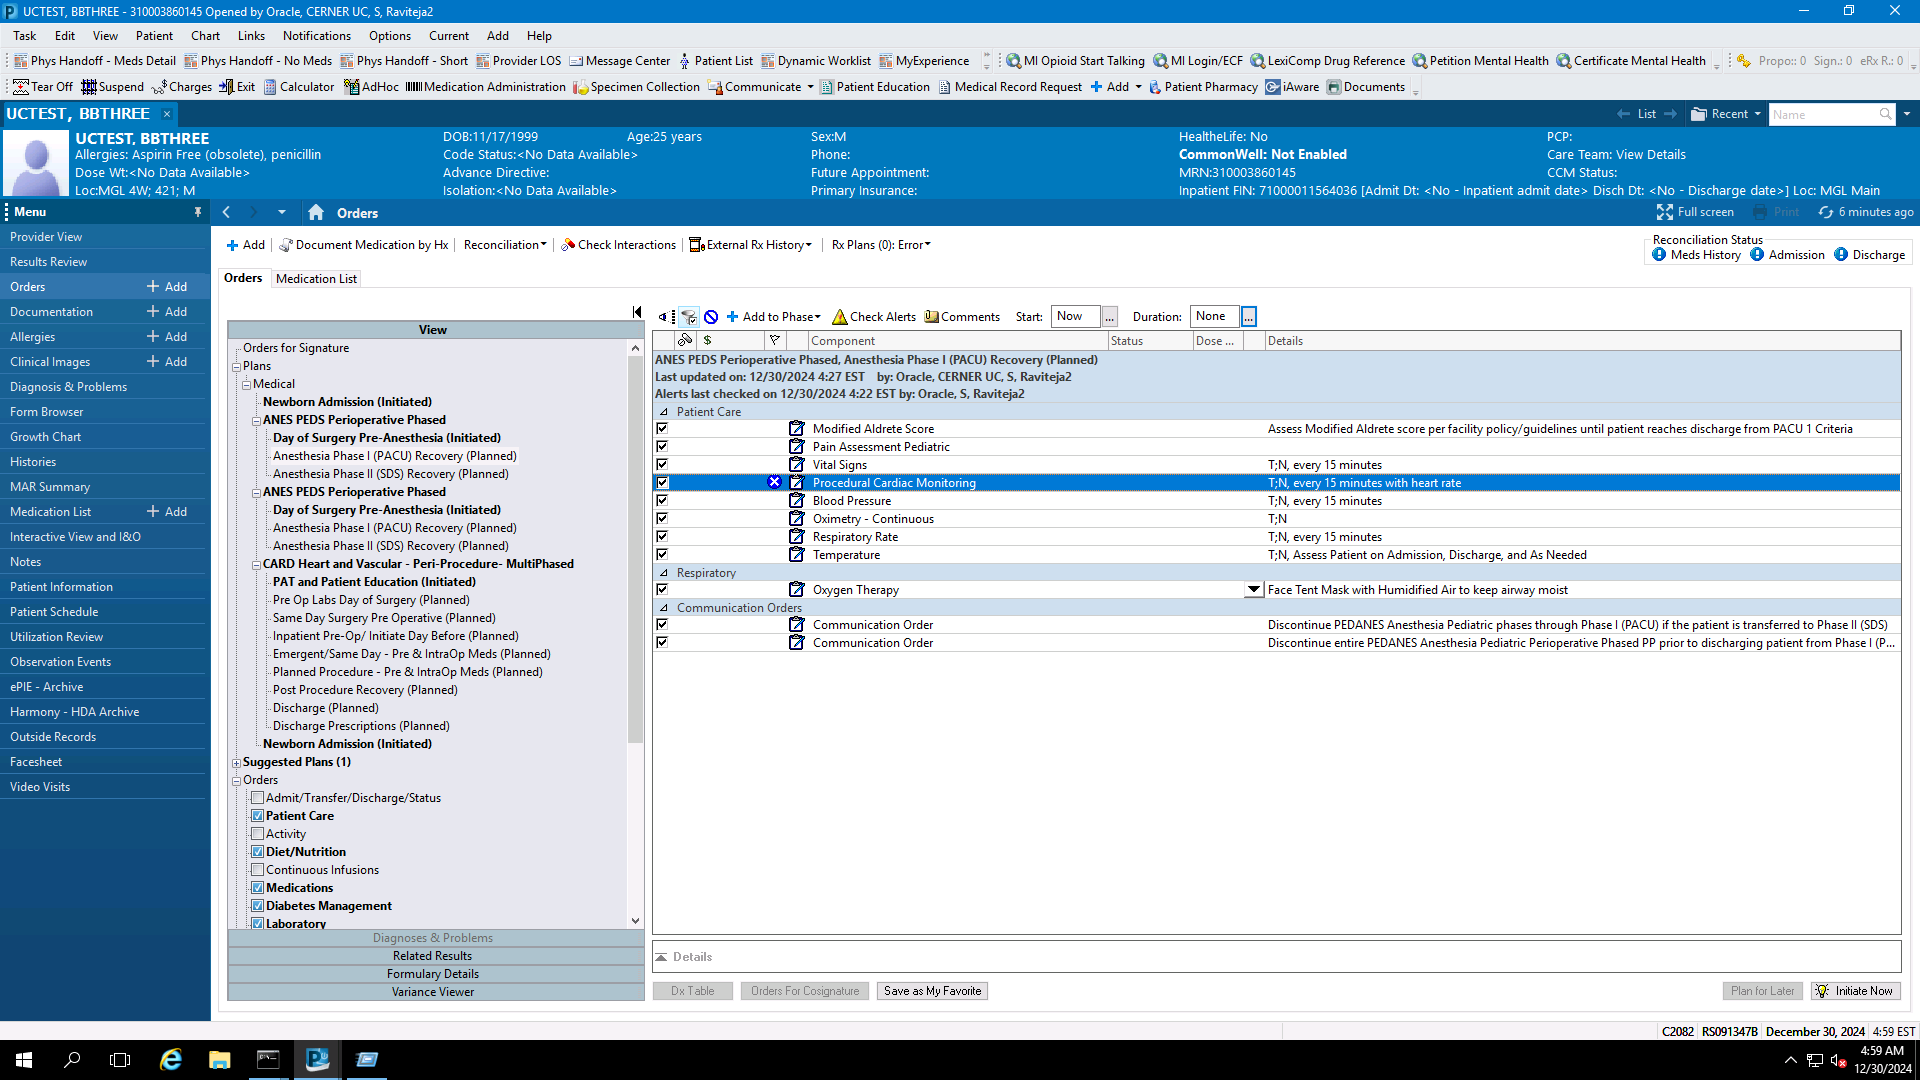 UCTEST, BBTHREE - 310003860145 Opened by Oracle, CERNER UC, S, Raviteja2
Task Edit View Patient Chart Links Notifications Options Current Add Help
Phys Handoff - Meds Detail Phys Handoff - No Meds Phys Handoff - Short Provider LOS Message Center Patient List Dynamic Worklist MyExperience MI Opioid Start Talking MI Login/ECF LexiComp Drug Reference Petition Mental Health Certificate Mental Health Propo.: 0 Sign.: 0 eRx R.: 0
Tear Off Suspend Charges Exit Calculator AdHoc Medication Administration Specimen Collection Communicate Patient Education Medical Record Request Add Patient Pharmacy iAware Documents
UCTEST, BBTHREE List Recent Name
UCTEST, BBTHREE DOB:11/17/1999 Age:25 years Sex:M HealtheLife: No PCP:
Allergies: Aspirin Free (obsolete), penicillin Code Status:<No Data Available> Phone: CommonWell: Not Enabled Care Team: View Details
Dose Wt:<No Data Available> Advance Directive: Future Appointment: MRN:310003860145 CCM Status:
Loc:MGL 4W; 421; M Isolation:<No Data Available> Primary Insurance: Inpatient FIN: 71000011564036 [Admit Dt: <No - Inpatient admit date> Disch Dt: <No - Discharge date>] Loc: MGL Main
Menu Orders Full screen Print 6 minutes ago
Provider View
Results Review
Orders Add
Documentation Add
Allergies Add
Clinical Images Add
Diagnosis & Problems
Form Browser
Growth Chart
Histories
MAR Summary
Medication List Add
Interactive View and I&O
Notes
Patient Information
Patient Schedule
Utilization Review
Observation Events
ePIE - Archive
Harmony - HDA Archive
Outside Records
Facesheet
Video Visits
Add Document Medication by Hx Reconciliation Check Interactions External Rx History Rx Plans (0): Error
Reconciliation Status
Meds History Admission Discharge
Orders Medication List
View
Orders for Signature
Plans
Medical
Newborn Admission (Initiated)
ANES PEDS Perioperative Phased
Day of Surgery Pre-Anesthesia (Initiated)
Anesthesia Phase I (PACU) Recovery (Planned)
Anesthesia Phase II (SDS) Recovery (Planned)
ANES PEDS Perioperative Phased
Day of Surgery Pre-Anesthesia (Initiated)
Anesthesia Phase I (PACU) Recovery (Planned)
Anesthesia Phase II (SDS) Recovery (Planned)
CARD Heart and Vascular - Peri-Procedure- MultiPhased
PAT and Patient Education (Initiated)
Pre Op Labs Day of Surgery (Planned)
Same Day Surgery Pre Operative (Planned)
Inpatient Pre-Op/ Initiate Day Before (Planned)
Emergent/Same Day - Pre & IntraOp Meds (Planned)
Planned Procedure - Pre & IntraOp Meds (Planned)
Post Procedure Recovery (Planned)
Discharge (Planned)
Discharge Prescriptions (Planned)
Newborn Admission (Initiated)
Suggested Plans (1)
Orders
Admit/Transfer/Discharge/Status
Patient Care
Activity
Diet/Nutrition
Continuous Infusions
Medications
Diabetes Management
Laboratory
Diagnoses & Problems
Related Results
Formulary Details
Variance Viewer
Add to Phase Check Alerts Comments Start: Now ... Duration: None ...
$ Component Status Dose ... Details
ANES PEDS Perioperative Phased, Anesthesia Phase I (PACU) Recovery (Planned)
Last updated on: 12/30/2024 4:27 EST by: Oracle, CERNER UC, S, Raviteja2
Alerts last checked on 12/30/2024 4:22 EST by: Oracle, S, Raviteja2
Patient Care
Modified Aldrete Score Assess Modified Aldrete score per facility policy/guidelines until patient reaches discharge from PACU 1 Criteria
Pain Assessment Pediatric
Vital Signs T;N, every 15 minutes
Procedural Cardiac Monitoring T;N, every 15 minutes with heart rate
Blood Pressure T;N, every 15 minutes
Oximetry - Continuous T;N
Respiratory Rate T;N, every 15 minutes
Temperature T;N, Assess Patient on Admission, Discharge, and As Needed
Respiratory
Oxygen Therapy Face Tent Mask with Humidified Air to keep airway moist
Communication Orders
Communication Order Discontinue PEDANES Anesthesia Pediatric phases through Phase I (PACU) if the patient is transferred to Phase II (SDS)
Communication Order Discontinue entire PEDANES Anesthesia Pediatric Perioperative Phased PP prior to discharging patient from Phase I (P...
Details
Dx Table Orders For Cosignature Save as My Favorite Plan for Later Initiate Now
C2082 RS091347B December 30, 2024 4:59 EST
4:59 AM
12/30/2024